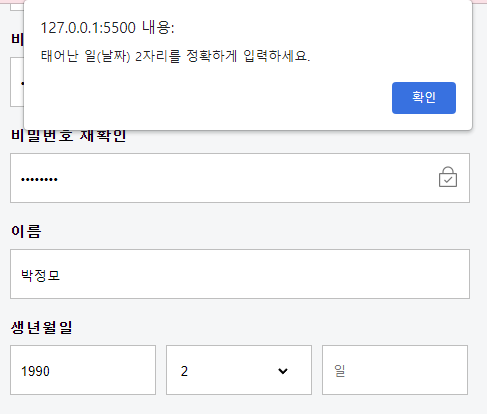 127.0.0.1:5500 내용:
태어난 일(날짜) 2자리를 정확하게 입력하세요.
확인
비밀번호 재확인
••••••••
이름
박정모
생년월일
1990 2 일